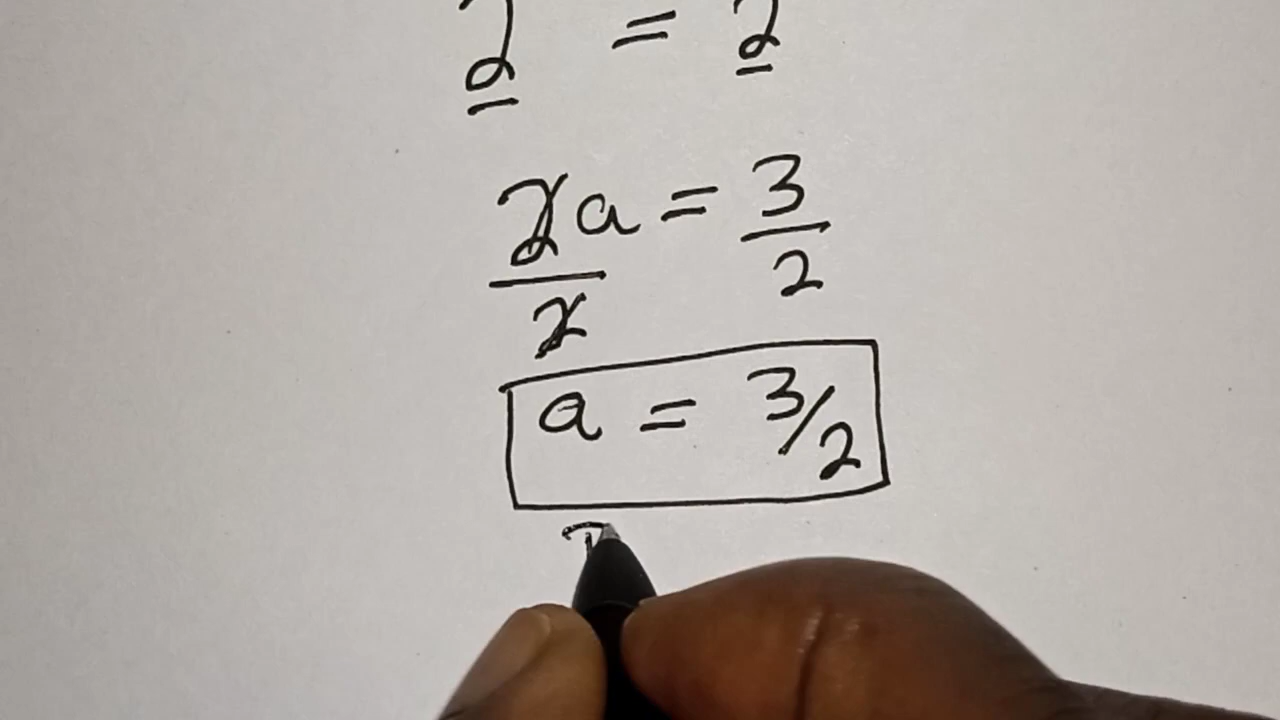 2 = 2
2a/2 = 3/2
a = 3/2